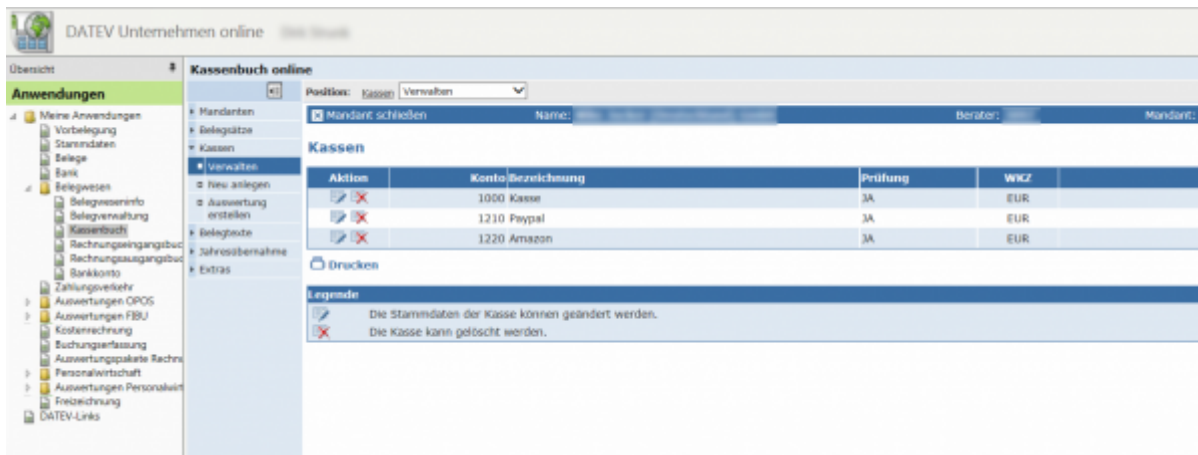 DATEV Unternehmen online
Übersicht
Anwendungen
Meine Anwendungen
Vorbelegung
Stammdaten
Belege
Bank
Belegwesen
Belegweseninfo
Belegverwaltung
Kassenbuch
Rechnungseingangsbuc
Rechnungsausgangsbuc
Bankkonto
Zahlungsverkehr
Auswertungen OPOS
Auswertungen FIBU
Kostenrechnung
Buchungserfassung
Auswertungspakete Rechn
Personalwirtschaft
Auswertungen Personalwirt
Freizeichnung
DATEV-Links
Kassenbuch online
Mandanten
Belegsätze
Kassen
Verwalten
Neu anlegen
Auswertung
erstellen
Belegtexte
Jahresübernahme
Extras
Position: Kassen Verwalten
Mandant schließen Name: Berater: Mandant:
Kassen
Aktion Konto Bezeichnung Prüfung WKZ
1000 Kasse JA EUR
1210 Paypal JA EUR
1220 Amazon JA EUR
Drucken
Legende
Die Stammdaten der Kasse können geändert werden.
Die Kasse kann gelöscht werden.